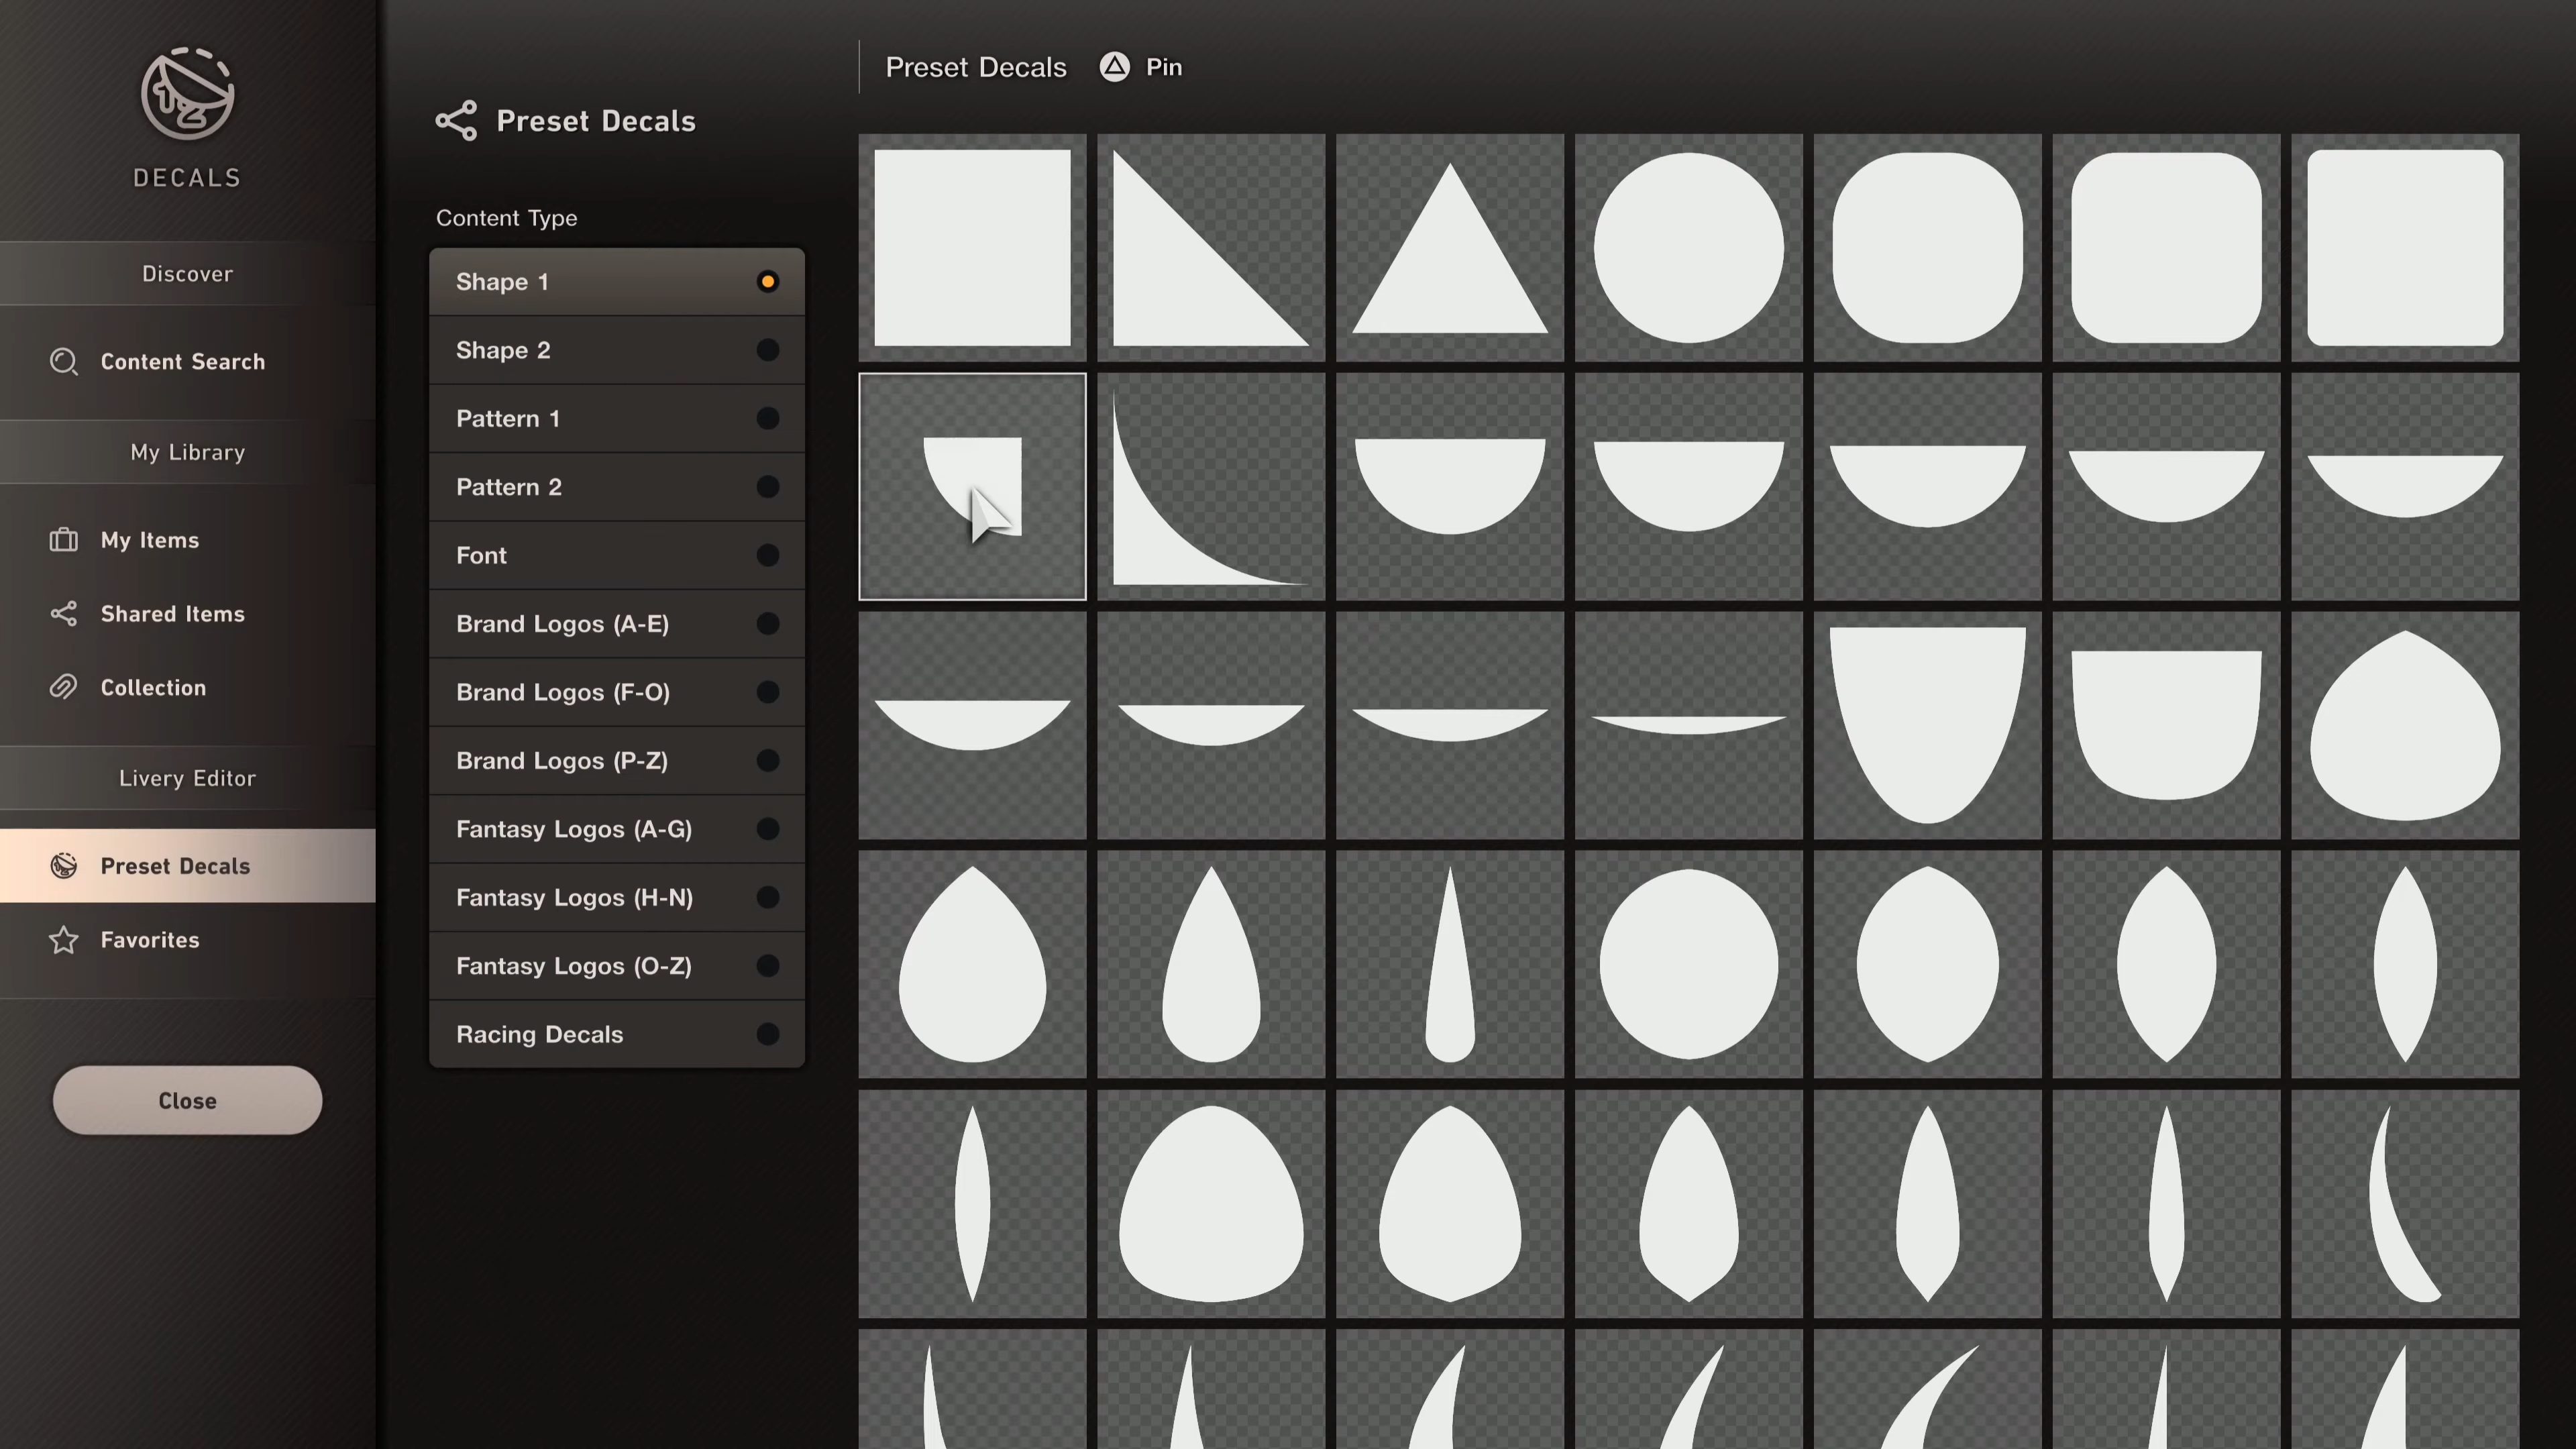 DECALS
Discover
Content Search
My Library
My Items
Shared Items
Collection
Livery Editor
Preset Decals
Favorites
Close
Preset Decals
Content Type
Shape 1
Shape 2
Pattern 1
Pattern 2
Font
Brand Logos (A-E)
Brand Logos (F-O)
Brand Logos (P-Z)
Fantasy Logos (A-G)
Fantasy Logos (H-N)
Fantasy Logos (O-Z)
Racing Decals
Preset Decals Pin